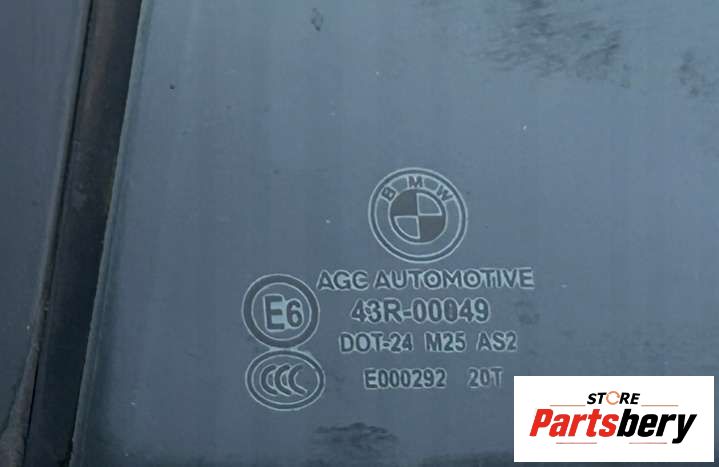 BMW
AGC AUTOMOTIVE
E6 43R-00049
DOT-24 M25 AS2
CCC E000292 20T
STORE
Partsbery